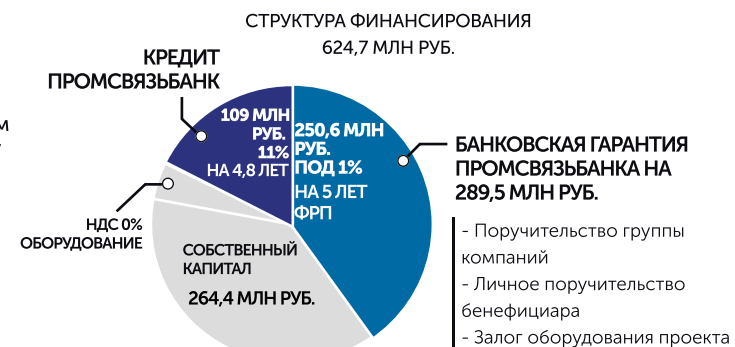 СТРУКТУРА ФИНАНСИРОВАНИЯ
624,7 МЛН РУБ.
КРЕДИТ
ПРОМСВЯЗЬБАНК
109 МЛН
РУБ.
11%
НА 4,8 ЛЕТ
250,6 МЛН
РУБ.
ПОД 1%
НА 5 ЛЕТ
ФРП
БАНКОВСКАЯ ГАРАНТИЯ
ПРОМСВЯЗЬБАНКА НА
289,5 МЛН РУБ.
- Поручительство группы
компаний
- Личное поручительство
бенефициара
- Залог оборудования проекта
НДС 0%
ОБОРУДОВАНИЕ
СОБСТВЕННЫЙ
КАПИТАЛ
264,4 МЛН РУБ.